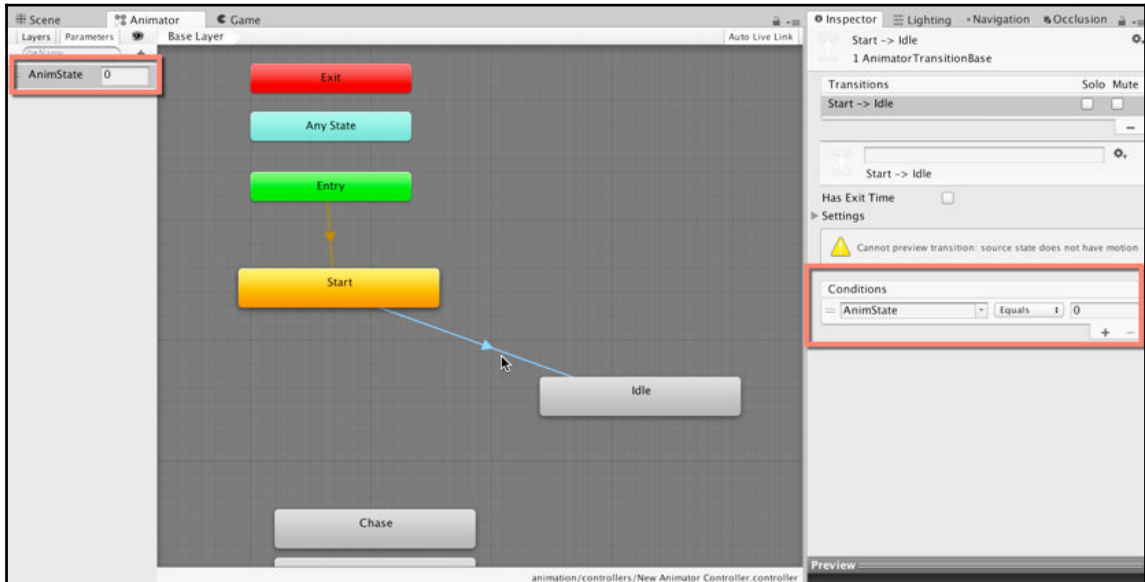 Scene Animator Game
Layers Parameters Base Layer Auto Live Link
Name
AnimState 0
Exit
Any State
Entry
Start
Idle
Chase
animation/controllers/New Animator Controller.controller
Inspector Lighting Navigation Occlusion
Start -> Idle
1 AnimatorTransitionBase
Transitions Solo Mute
Start -> Idle
Start -> Idle
Has Exit Time
Settings
Cannot preview transition: source state does not have motion
Conditions
AnimState Equals 0
Preview